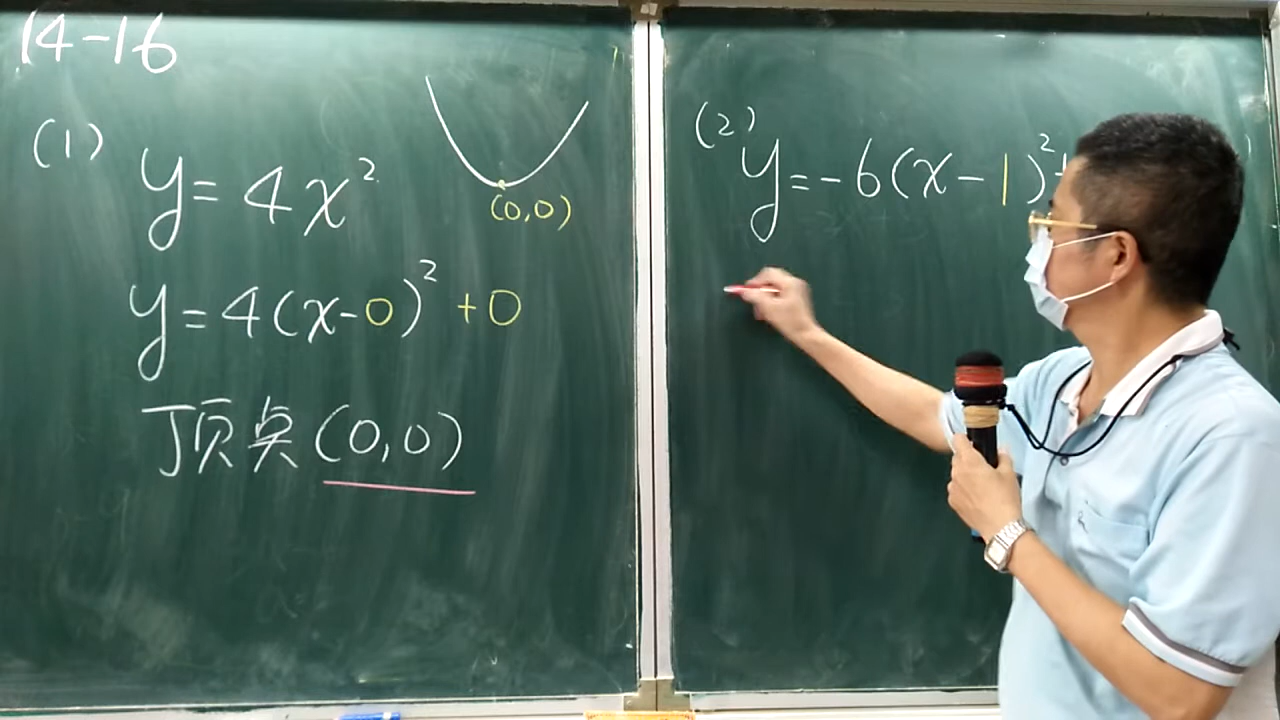 14-16
(1)
y=4x²
(0,0)
y=4(x-0)²+0
顶点(0,0)
(2)
y=-6(x-1)²+